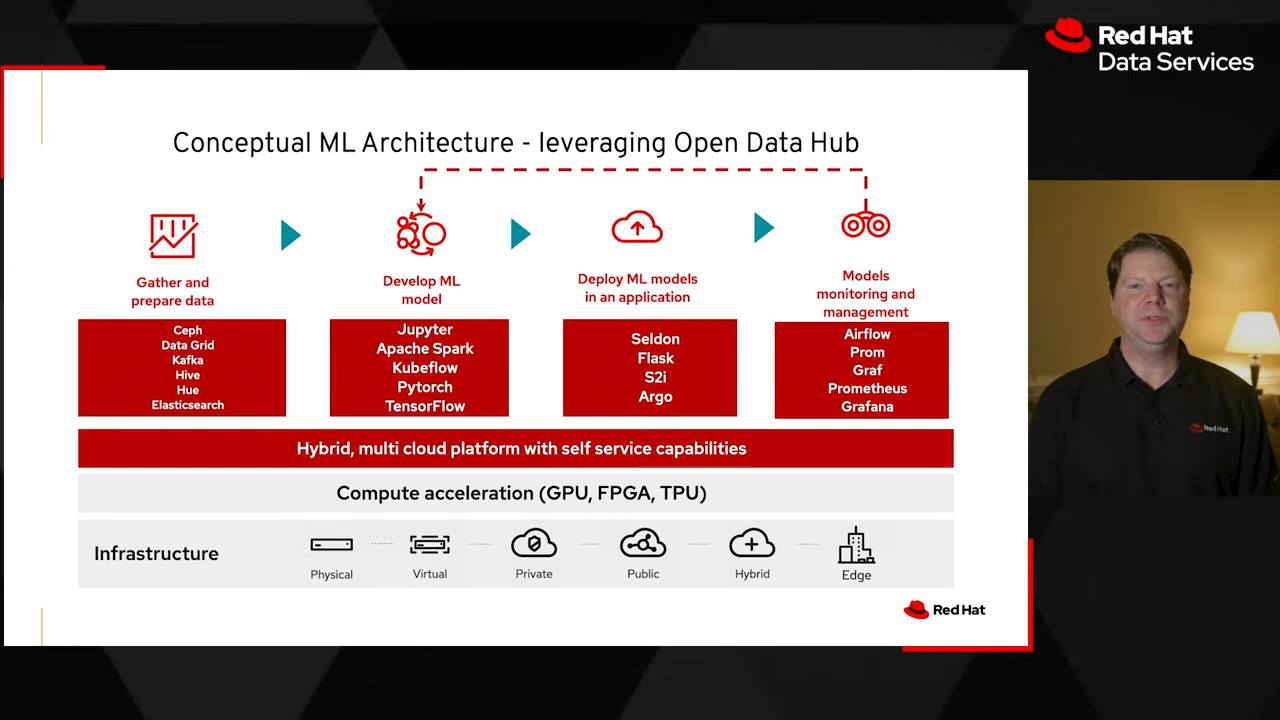 Red Hat
Data Services
Conceptual ML Architecture - leveraging Open Data Hub
Gather and
prepare data
Ceph
Data Grid
Kafka
Hive
Hue
Elasticsearch
Develop ML
model
Jupyter
Apache Spark
Kubeflow
Pytorch
TensorFlow
Deploy ML models
in an application
Seldon
Flask
S2i
Argo
Models
monitoring and
management
Airflow
Prom
Graf
Prometheus
Grafana
Hybrid, multi cloud platform with self service capabilities
Compute acceleration (GPU, FPGA, TPU)
Infrastructure
Physical
Virtual
Private
Public
Hybrid
Edge
Red Hat
Red Hat